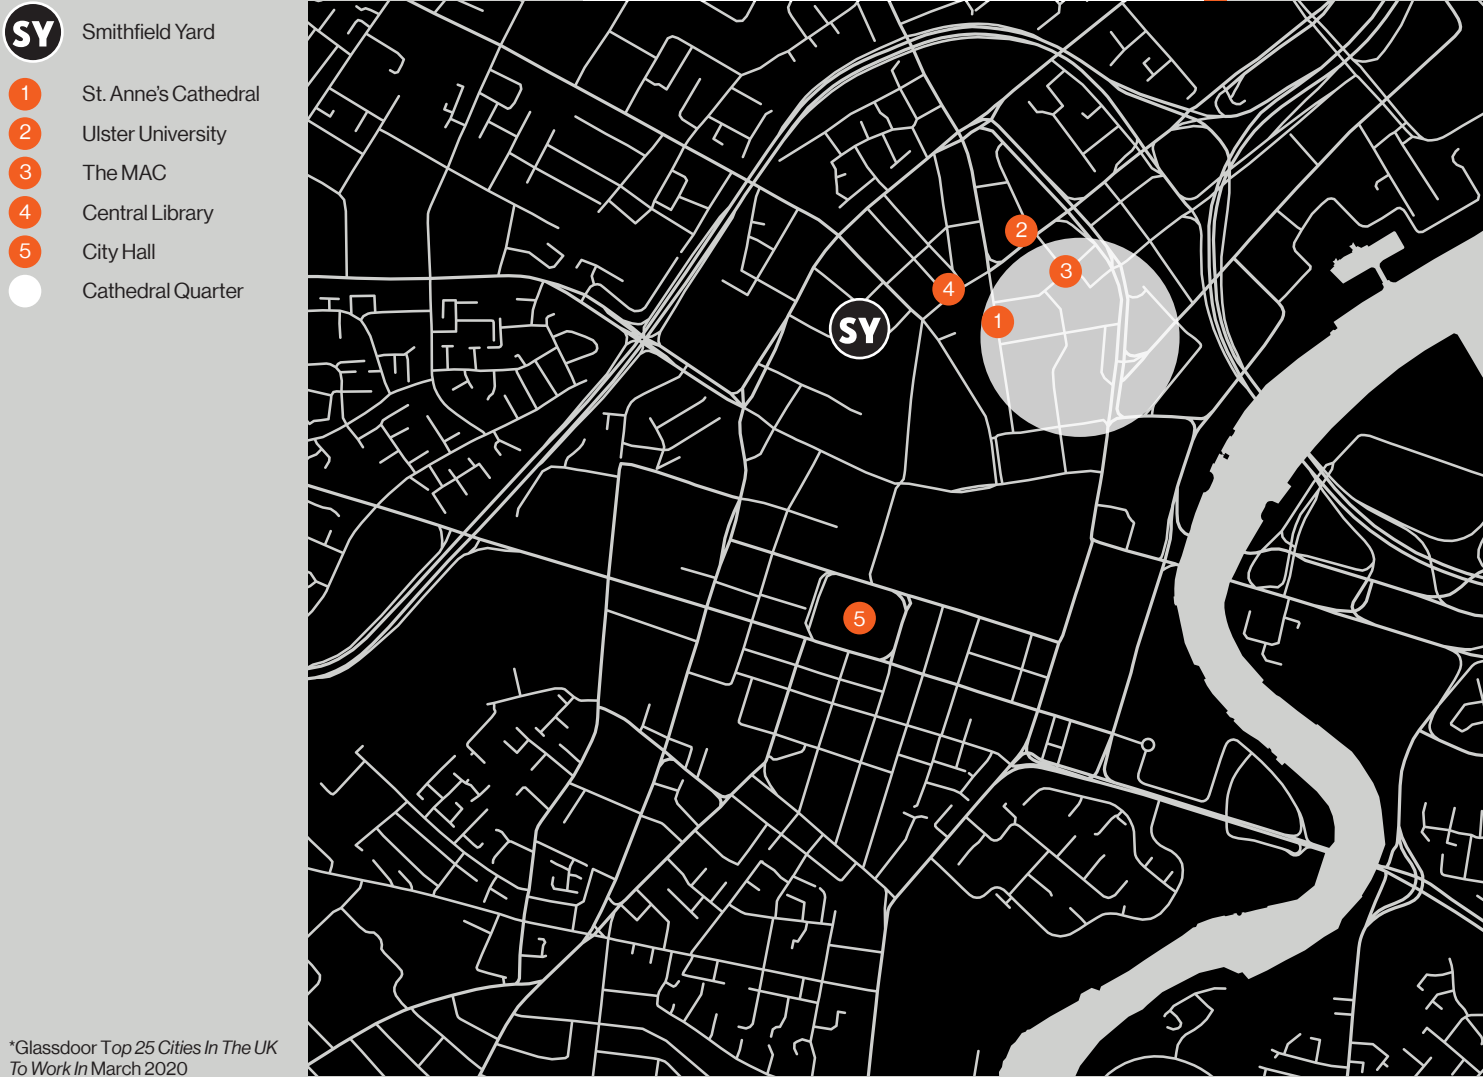 SY Smithfield Yard
1 St. Anne's Cathedral
2 Ulster University
3 The MAC
4 Central Library
5 City Hall
Cathedral Quarter
2
3
4
1
SY
5
*Glassdoor Top 25 Cities In The UK
To Work In March 2020